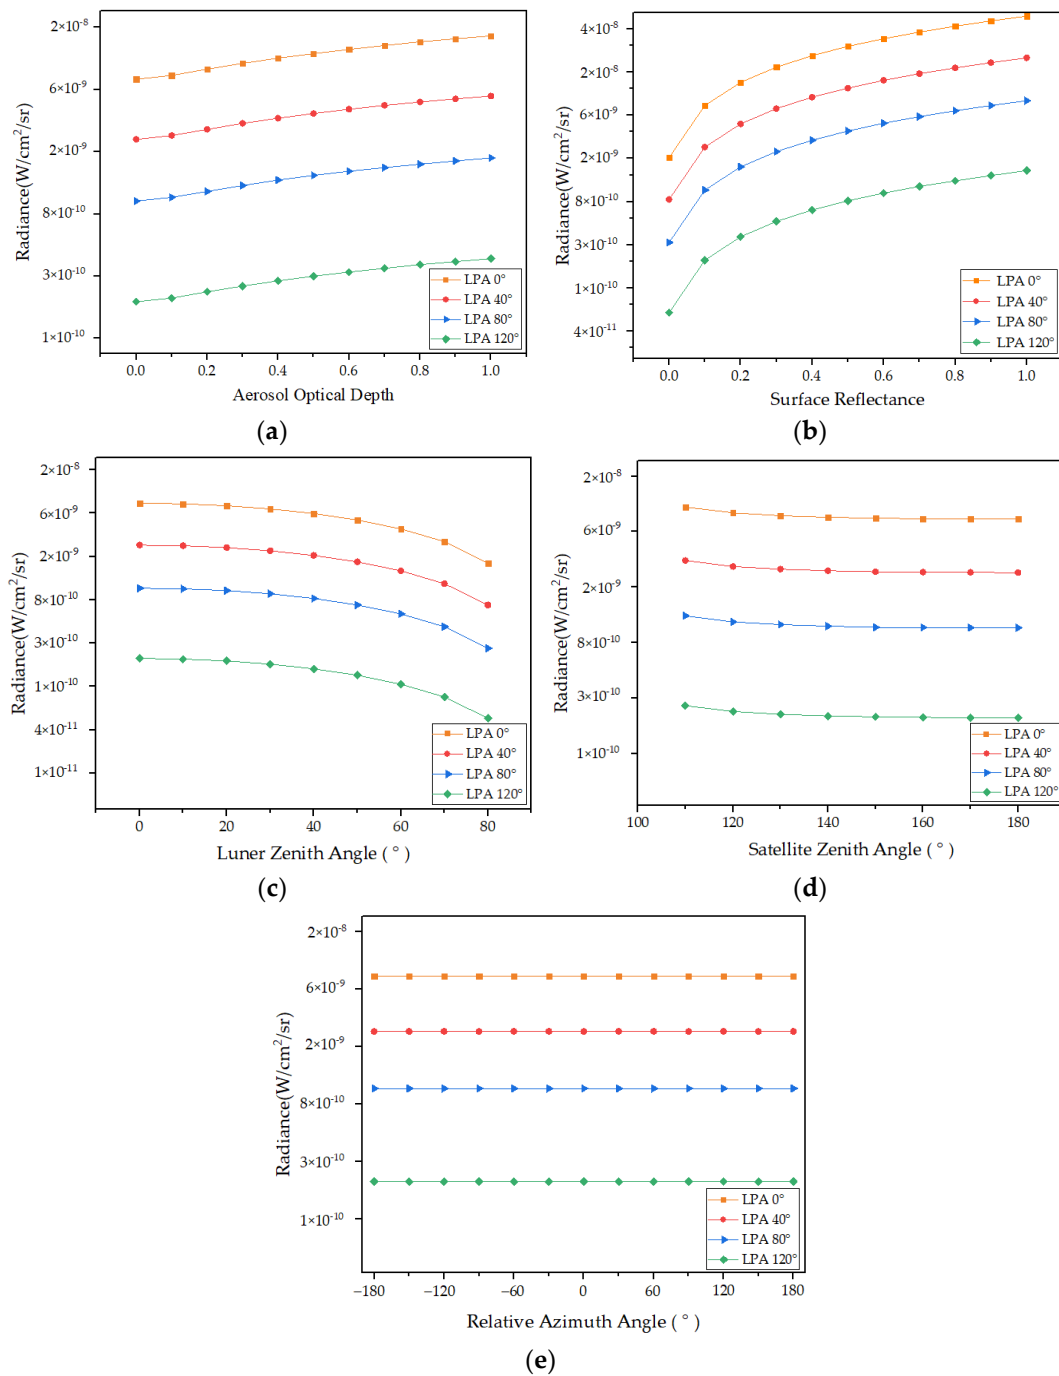 2×10⁻⁸
6×10⁻⁹
2×10⁻⁹
8×10⁻¹⁰
3×10⁻¹⁰
1×10⁻¹⁰
Radiance(W/cm²/sr)
LPA 0°
LPA 40°
LPA 80°
LPA 120°
0.0 0.2 0.4 0.6 0.8 1.0
Aerosol Optical Depth
(a)
4×10⁻⁸
2×10⁻⁸
6×10⁻⁹
2×10⁻⁹
8×10⁻¹⁰
3×10⁻¹⁰
1×10⁻¹⁰
4×10⁻¹¹
Radiance(W/cm²/sr)
LPA 0°
LPA 40°
LPA 80°
LPA 120°
0.0 0.2 0.4 0.6 0.8 1.0
Surface Reflectance
(b)
2×10⁻⁸
6×10⁻⁹
2×10⁻⁹
8×10⁻¹⁰
3×10⁻¹⁰
1×10⁻¹⁰
4×10⁻¹¹
1×10⁻¹¹
Radiance(W/cm²/sr)
LPA 0°
LPA 40°
LPA 80°
LPA 120°
0 20 40 60 80
Luner Zenith Angle ( ° )
(c)
2×10⁻⁸
6×10⁻⁹
2×10⁻⁹
8×10⁻¹⁰
3×10⁻¹⁰
1×10⁻¹⁰
Radiance(W/cm²/sr)
LPA 0°
LPA 40°
LPA 80°
LPA 120°
100 120 140 160 180
Satellite Zenith Angle ( ° )
(d)
2×10⁻⁸
6×10⁻⁹
2×10⁻⁹
8×10⁻¹⁰
3×10⁻¹⁰
1×10⁻¹⁰
Radiance(W/cm²/sr)
LPA 0°
LPA 40°
LPA 80°
LPA 120°
−180 −120 −60 0 60 120 180
Relative Azimuth Angle ( ° )
(e)